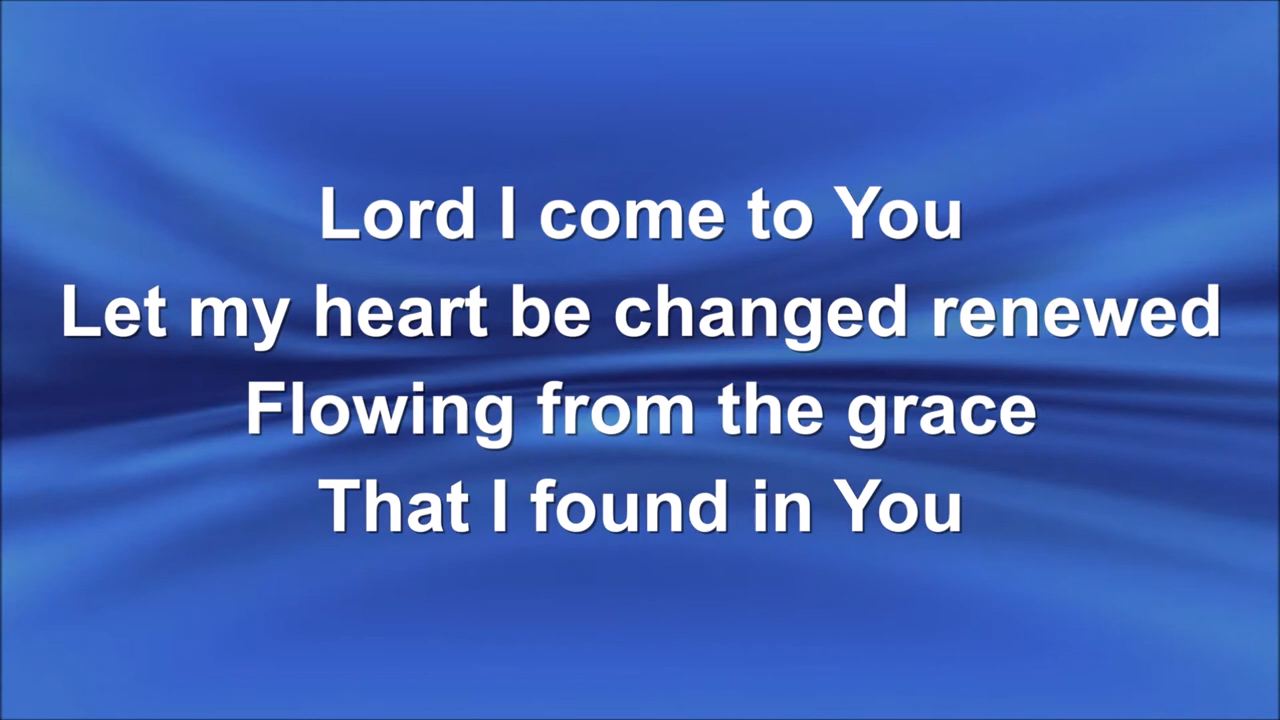 Lord I come to You
Let my heart be changed renewed
Flowing from the grace
That I found in You